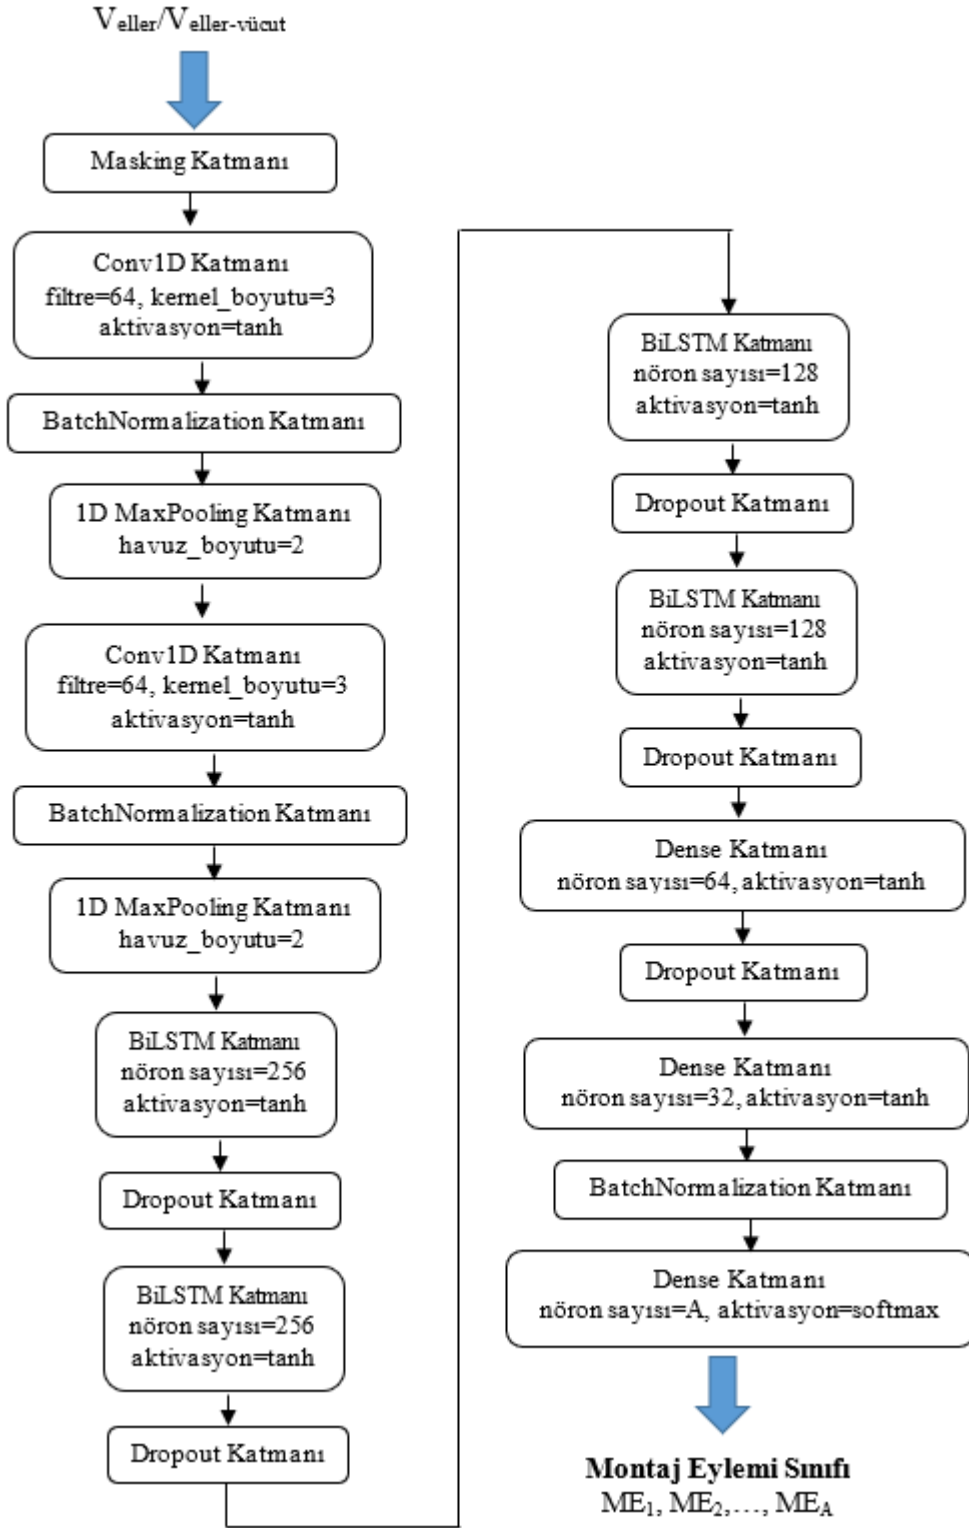 Veller/Veller-vücut
Masking Katmanı
Conv1D Katmanı
filtre=64, kernel_boyutu=3
aktivasyon=tanh
BatchNormalization Katmanı
1D MaxPooling Katmanı
havuz_boyutu=2
Conv1D Katmanı
filtre=64, kernel_boyutu=3
aktivasyon=tanh
BatchNormalization Katmanı
1D MaxPooling Katmanı
havuz_boyutu=2
BiLSTM Katmanı
nöron sayısı=256
aktivasyon=tanh
Dropout Katmanı
BiLSTM Katmanı
nöron sayısı=256
aktivasyon=tanh
Dropout Katmanı
BiLSTM Katmanı
nöron sayısı=128
aktivasyon=tanh
Dropout Katmanı
BiLSTM Katmanı
nöron sayısı=128
aktivasyon=tanh
Dropout Katmanı
Dense Katmanı
nöron sayısı=64, aktivasyon=tanh
Dropout Katmanı
Dense Katmanı
nöron sayısı=32, aktivasyon=tanh
BatchNormalization Katmanı
Dense Katmanı
nöron sayısı=A, aktivasyon=softmax
Montaj Eylemi Sınıfı
ME1, ME2,…, MEA